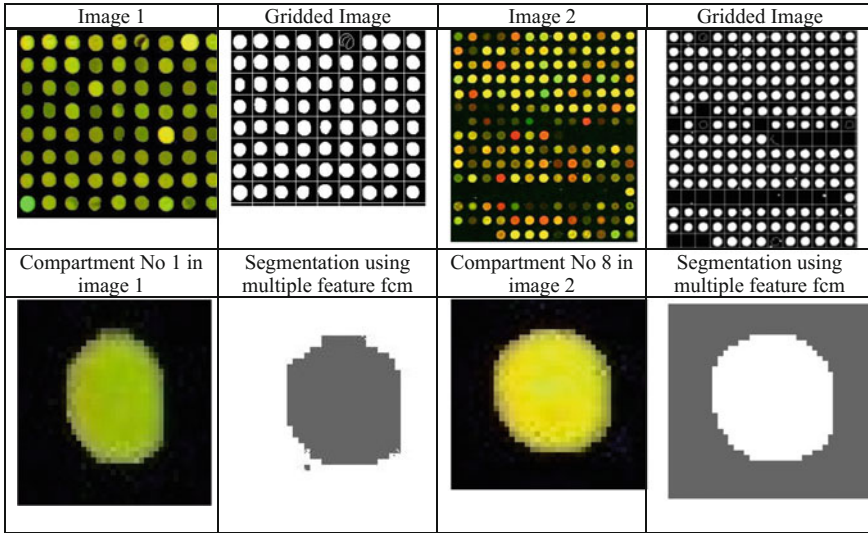 Image 1
Gridded Image
Image 2
Gridded Image
Compartment No 1 in
image 1
Segmentation using
multiple feature fcm
Compartment No 8 in
image 2
Segmentation using
multiple feature fcm